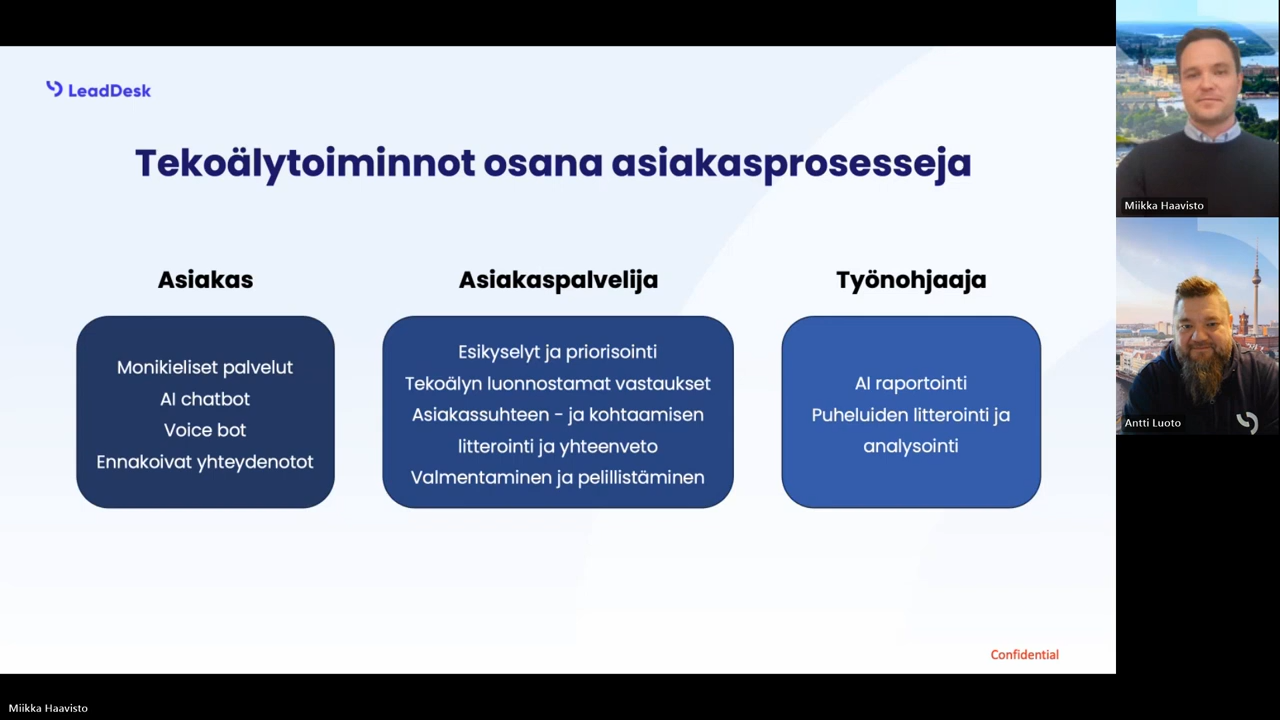 LeadDesk
Tekoälytoiminnot osana asiakasprosesseja
Asiakas
Monikieliset palvelut
AI chatbot
Voice bot
Ennakoivat yhteydenotot
Asiakaspalvelija
Esikyselyt ja priorisointi
Tekoälyn luonnostamat vastaukset
Asiakassuhteen - ja kohtaamisen
litterointi ja yhteenveto
Valmentaminen ja pelillistäminen
Työnohjaaja
AI raportointi
Puheluiden litterointi ja
analysointi
Confidential
Miikka Haavisto
Antti Luoto
Miikka Haavisto